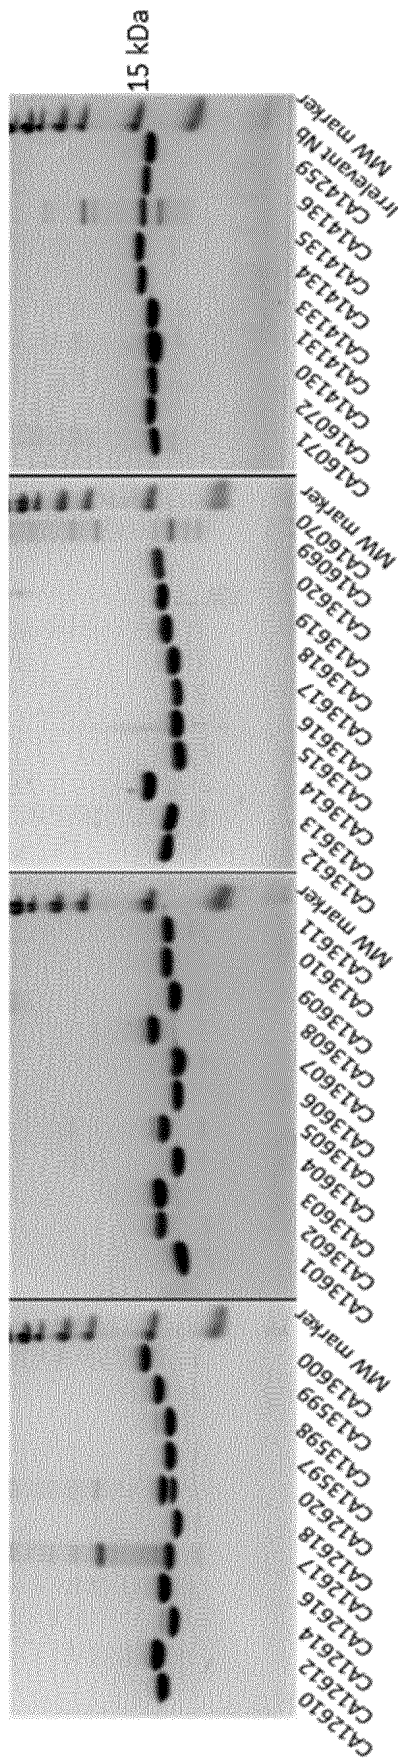 15 kDa
CA12610
CA12612
CA12614
CA12616
CA12617
CA12618
CA12620
CA13597
CA13598
CA13599
CA13600
MW marker
CA13601
CA13602
CA13603
CA13604
CA13605
CA13606
CA13607
CA13608
CA13609
CA13610
CA13611
MW marker
CA13612
CA13613
CA13614
CA13615
CA13616
CA13617
CA13618
CA13619
CA13620
CA16069
CA16070
MW marker
CA16071
CA16072
CA14130
CA14131
CA14133
CA14134
CA14135
CA14136
CA14259
Irrelevant Nb
MW marker